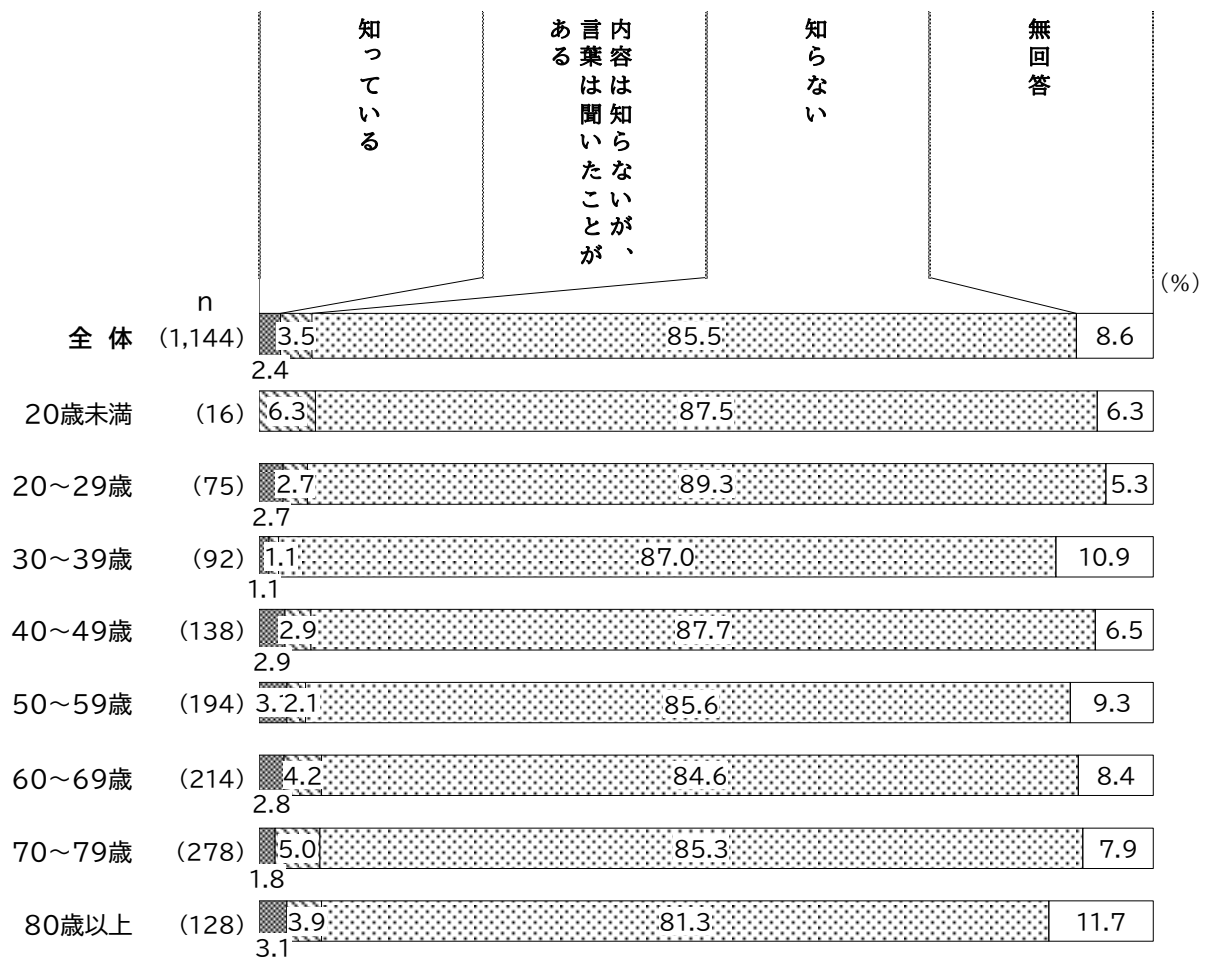 知っている
内容は知らないが、
言葉は聞いたことが
ある
知らない
無回答
(%)
n
全 体 (1,144) 3.5 85.5 8.6
2.4
20歳未満 (16) 6.3 87.5 6.3
20～29歳 (75) 2.7 89.3 5.3
2.7
30～39歳 (92) 1.1 87.0 10.9
1.1
40～49歳 (138) 2.9 87.7 6.5
2.9
50～59歳 (194) 2.1 85.6 9.3
60～69歳 (214) 4.2 84.6 8.4
2.8
70～79歳 (278) 5.0 85.3 7.9
1.8
80歳以上 (128) 3.9 81.3 11.7
3.1